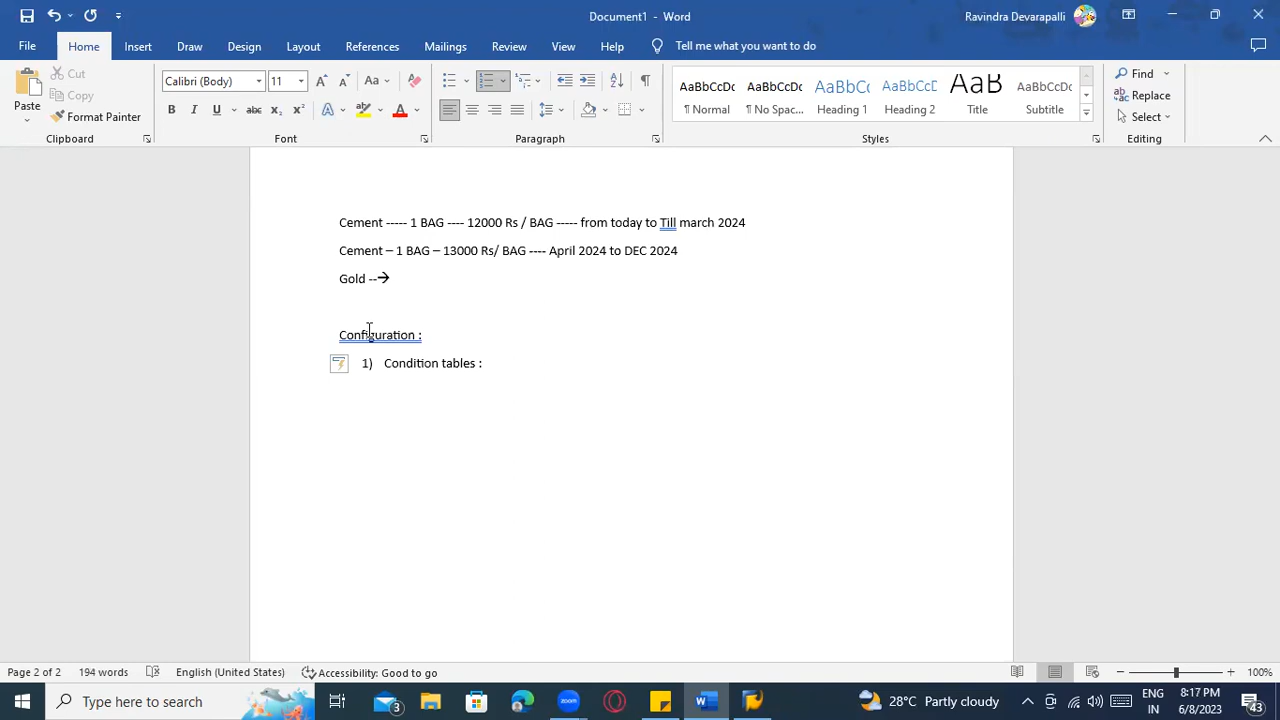 Document1 - Word
Ravindra Devarapalli
File Home Insert Draw Design Layout References Mailings Review View Help Tell me what you want to do
Paste
Cut
Copy
Format Painter
Clipboard
Calibri (Body) 11
Font
Paragraph
AaBbCcDc AaBbCcDc AaBbCc AaBbCcD AaB AaBbCcD
¶ Normal ¶ No Spac... Heading 1 Heading 2 Title Subtitle
Styles
Find
Replace
Select
Editing
Cement ----- 1 BAG ---- 12000 Rs / BAG ----- from today to Till march 2024
Cement – 1 BAG – 13000 Rs/ BAG ---- April 2024 to DEC 2024
Gold --→
Configuration :
1) Condition tables :
Page 2 of 2 194 words English (United States) Accessibility: Good to go 100%
Type here to search
3
zoom
28°C Partly cloudy
ENG
IN
8:17 PM
6/8/2023
43